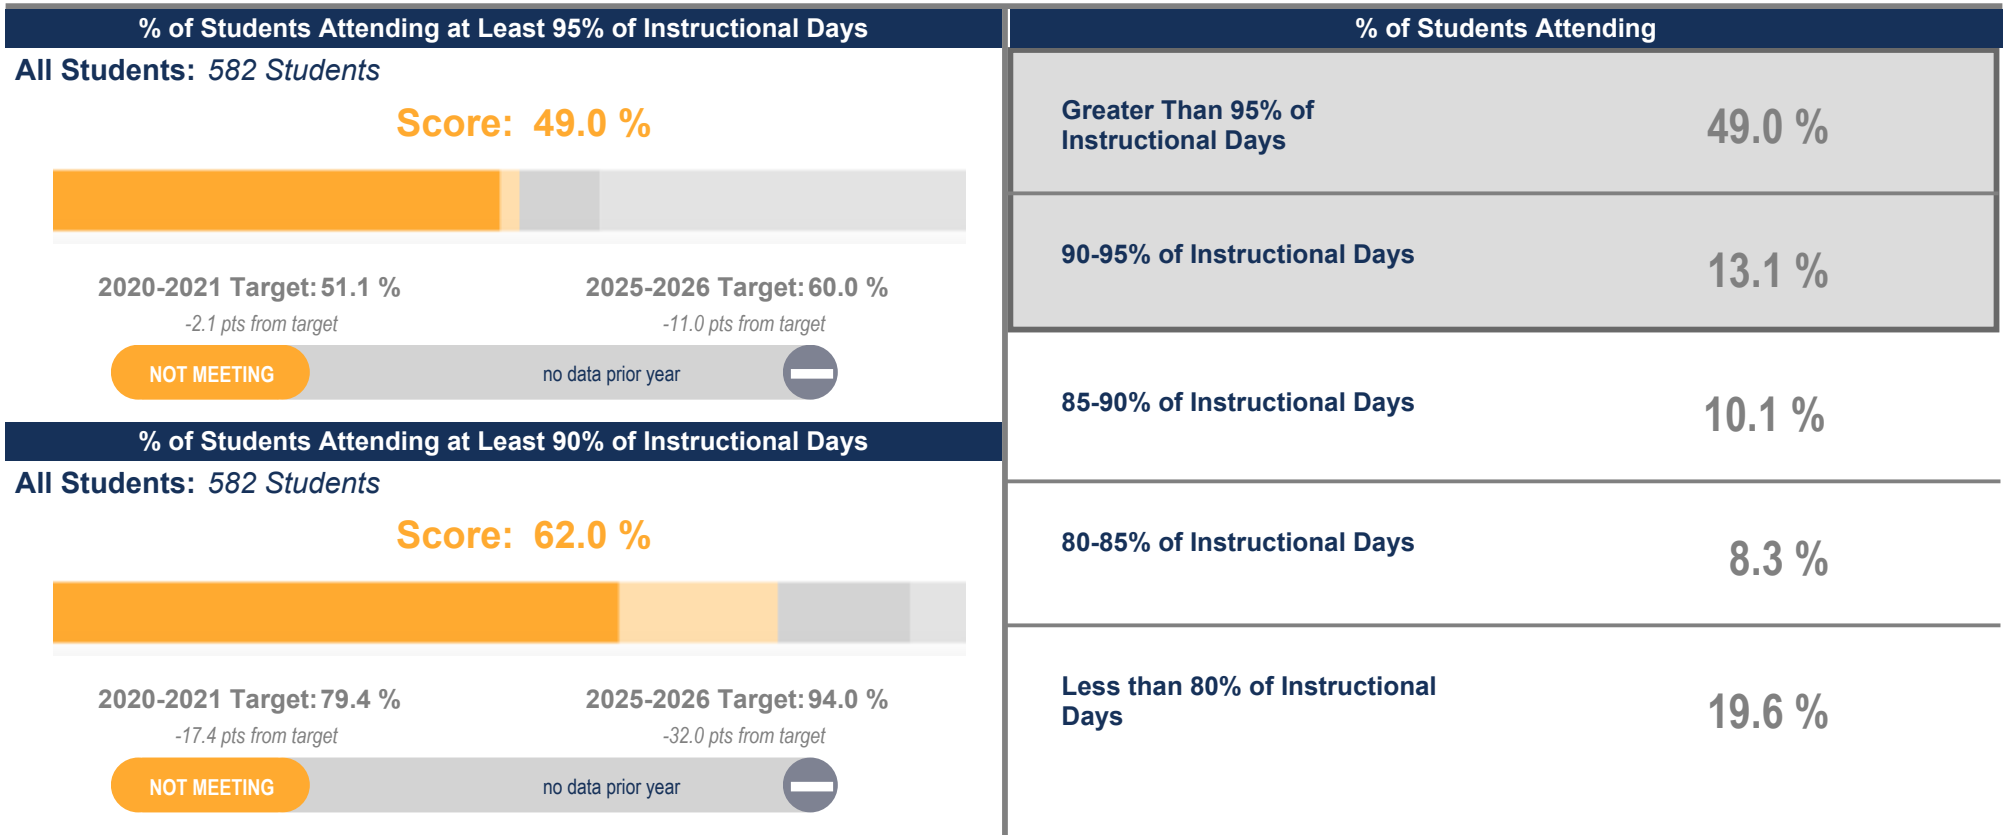 % of Students Attending at Least 95% of Instructional Days
All Students: 582 Students
Score: 49.0 %
2020-2021 Target: 51.1 %
-2.1 pts from target
2025-2026 Target: 60.0 %
-11.0 pts from target
NOT MEETING
no data prior year
% of Students Attending at Least 90% of Instructional Days
All Students: 582 Students
Score: 62.0 %
2020-2021 Target: 79.4 %
-17.4 pts from target
2025-2026 Target: 94.0 %
-32.0 pts from target
NOT MEETING
no data prior year
% of Students Attending
Greater Than 95% of
Instructional Days
49.0 %
90-95% of Instructional Days
13.1 %
85-90% of Instructional Days
10.1 %
80-85% of Instructional Days
8.3 %
Less than 80% of Instructional
Days
19.6 %